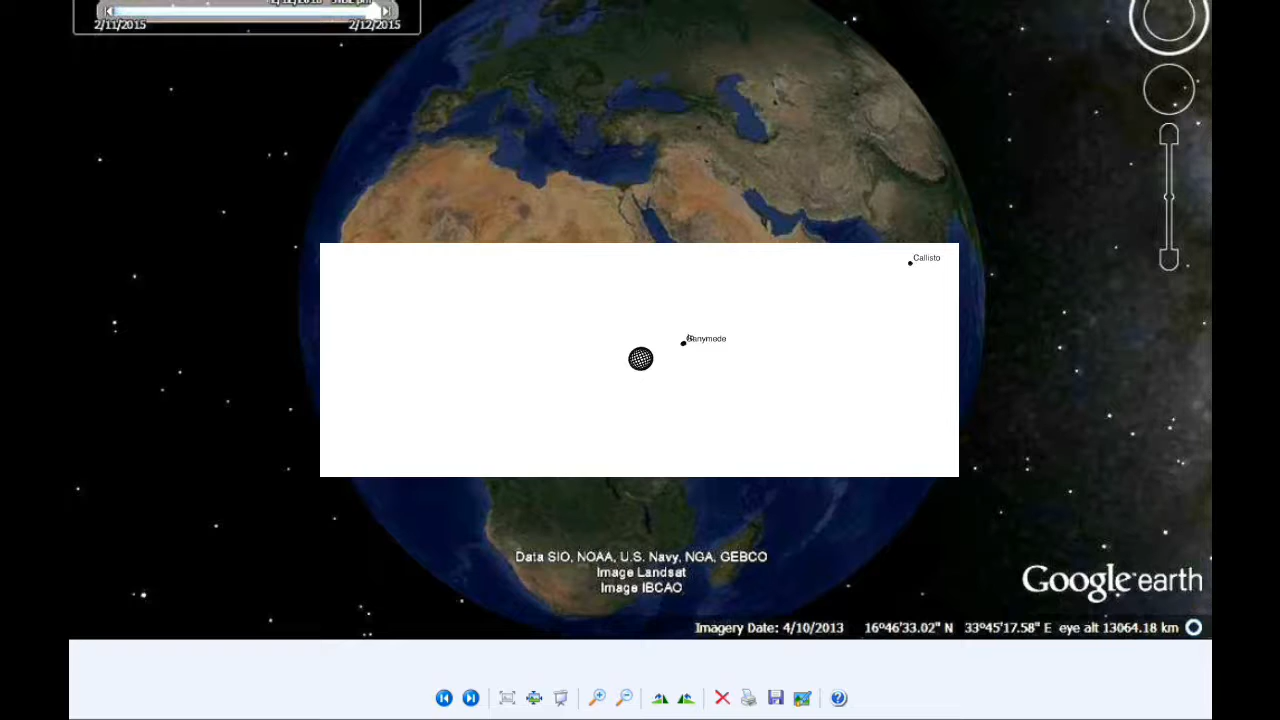 2/11/2015
2/12/2015
Callisto
Ganymede
Data SIO, NOAA, U.S. Navy, NGA, GEBCO
Image Landsat
Image IBCAO
Google earth
Imagery Date: 4/10/2013 16°46'33.02" N 33°45'17.58" E eye alt 13064.18 km